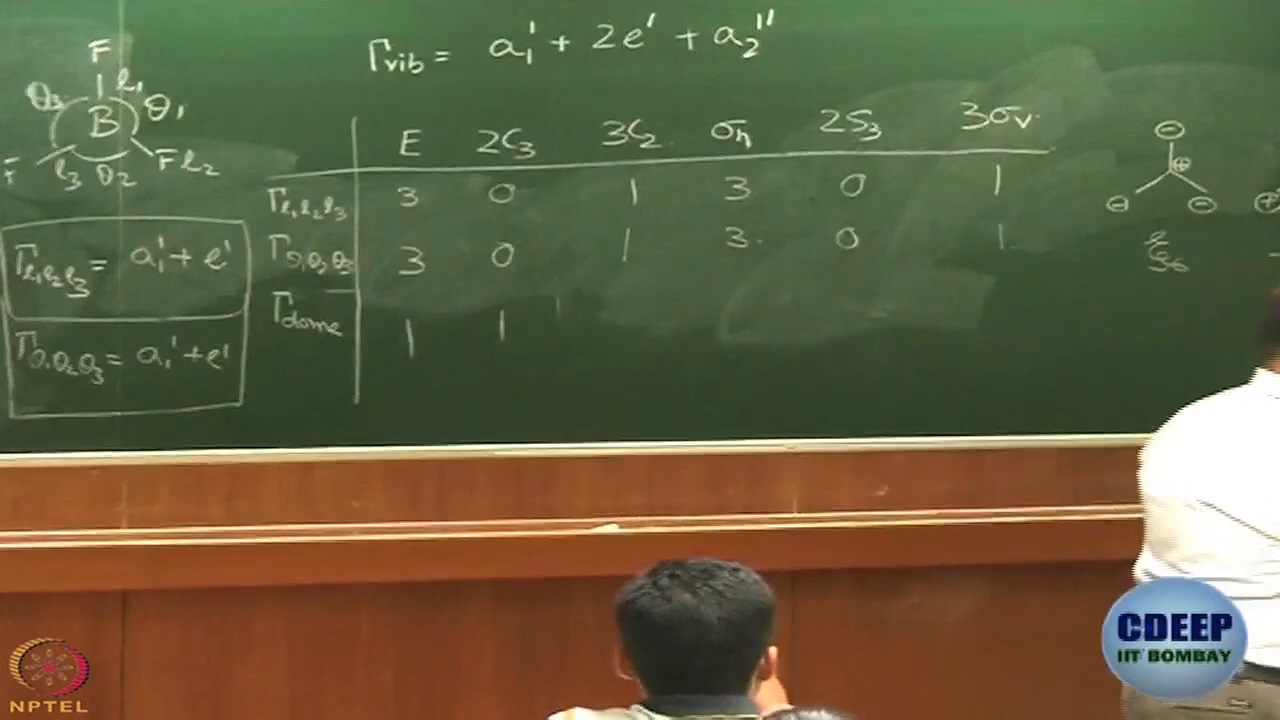 Γvib = a₁' + 2e' + a₂''
F
θ₃ l₁ θ₁
B
F l₃ θ₂ F l₂
E 2C₃ 3C₂ σh 2S₃ 3σv
Γl₁l₂l₃ 3 0 1 3 0 1
Γθ₁θ₂θ₃ 3 0 1 3 0 1
Γdome 1 1
Γl₁l₂l₃ = a₁' + e'
Γθ₁θ₂θ₃ = a₁' + e'
⊖
⊕
⊖ ⊖ ⊕
NPTEL
CDEEP
IIT BOMBAY